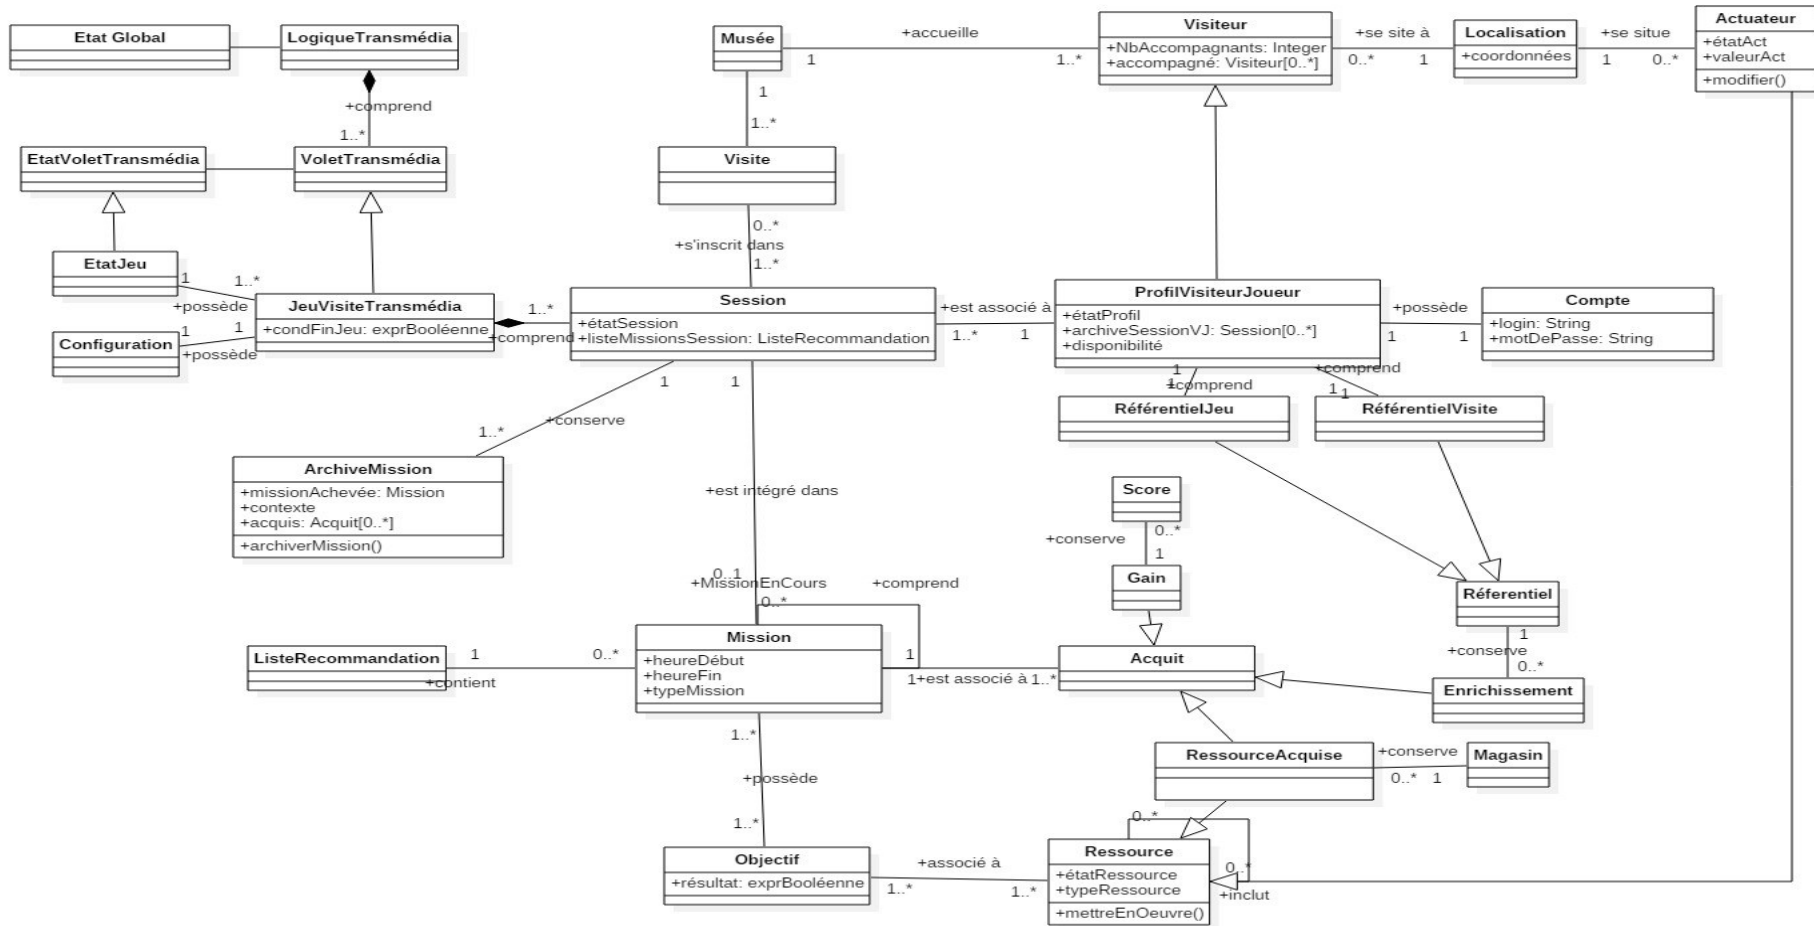 Etat Global
LogiqueTransmédia
+comprend
1..*
EtatVoletTransmédia
VoletTransmédia
EtatJeu
1
1..*
+possède
JeuVisiteTransmédia
+condFinJeu: exprBooléenne
Configuration
1
1
+possède
1..*
+comprend
Musée
+accueille
1
1..*
1
1..*
Visite
0..*
+s'inscrit dans
1..*
Session
+étatSession
+listeMissionsSession: ListeRecommandation
Visiteur
+NbAccompagnants: Integer
+accompagné: Visiteur[0..*]
+se site à
0..*
1
Localisation
+coordonnées
+se situe
1
0..*
Actuateur
+étatAct
+valeurAct
+modifier()
+est associé à
1..*
1
ProfilVisiteurJoueur
+étatProfil
+archiveSessionVJ: Session[0..*]
+disponibilité
+possède
1
1
Compte
+login: String
+motDePasse: String
1
1
+comprend
+comprend
1
1
RéférentielJeu
RéférentielVisite
1
1
+conserve
1..*
ArchiveMission
+missionAchevée: Mission
+contexte
+acquis: Acquit[0..*]
+archiverMission()
+est intégré dans
0..1
+MissionEnCours
+comprend
0..*
1
Score
0..*
+conserve
1
Gain
Réferentiel
1
+conserve
0..*
Enrichissement
ListeRecommandation
1
0..*
+contient
Mission
+heureDébut
+heureFin
+typeMission
1
+est associé à
1..*
Acquit
RessourceAcquise
+conserve
0..*
1
Magasin
1..*
+possède
1..*
Objectif
+résultat: exprBooléenne
+associé à
1..*
1..*
0..*
Ressource
+étatRessource
+typeRessource
+mettreEnOeuvre()
0..*
+inclut